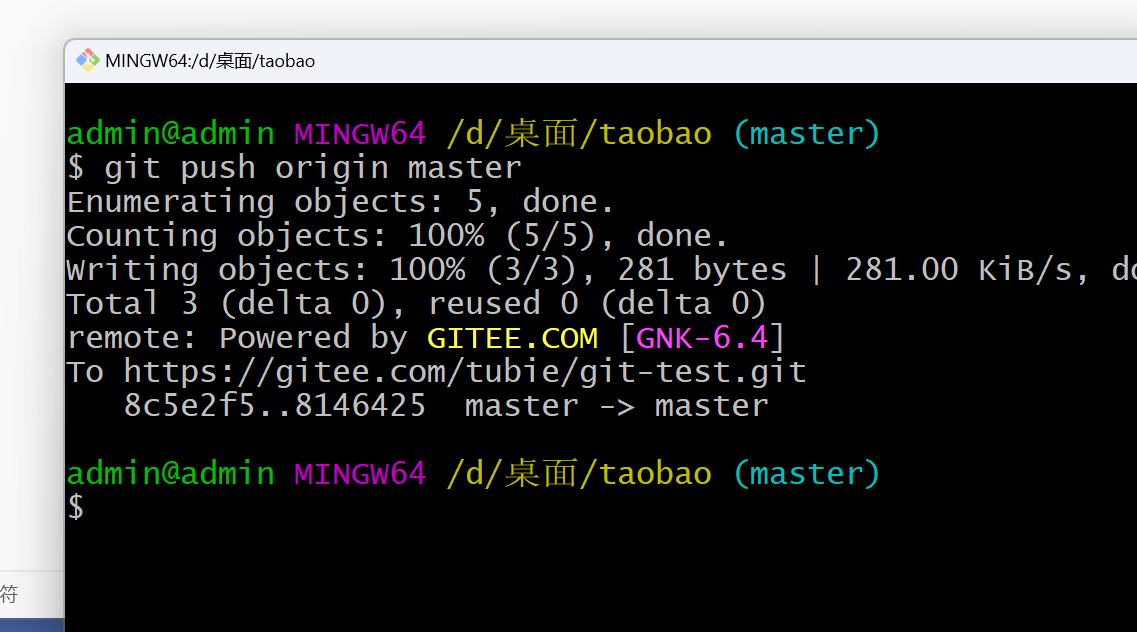 MINGW64:/d/桌面/taobao
admin@admin MINGW64 /d/桌面/taobao (master)
$ git push origin master
Enumerating objects: 5, done.
Counting objects: 100% (5/5), done.
Writing objects: 100% (3/3), 281 bytes | 281.00 KiB/s, do
Total 3 (delta 0), reused 0 (delta 0)
remote: Powered by GITEE.COM [GNK-6.4]
To https://gitee.com/tubie/git-test.git
8c5e2f5..8146425 master -> master
admin@admin MINGW64 /d/桌面/taobao (master)
$
符